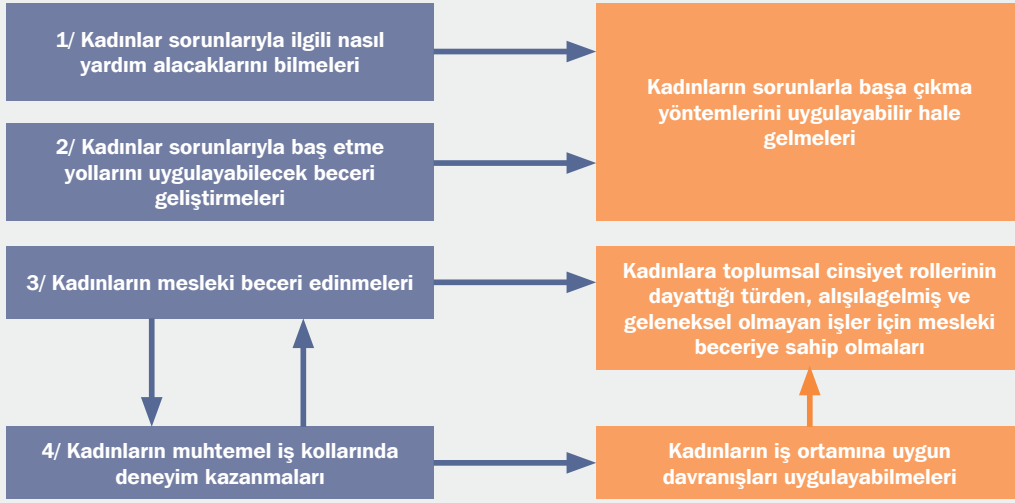 1/ Kadınlar sorunlarıyla ilgili nasıl
yardım alacaklarını bilmeleri
Kadınların sorunlarla başa çıkma
yöntemlerini uygulayabilir hale
gelmeleri
2/ Kadınlar sorunlarıyla baş etme
yollarını uygulayabilecek beceri
geliştirmeleri
3/ Kadınların mesleki beceri edinmeleri
Kadınlara toplumsal cinsiyet rollerinin
dayattığı türden, alışılagelmiş ve
geleneksel olmayan işler için mesleki
beceriye sahip olmaları
4/ Kadınların muhtemel iş kollarında
deneyim kazanmaları
Kadınların iş ortamına uygun
davranışları uygulayabilmeleri